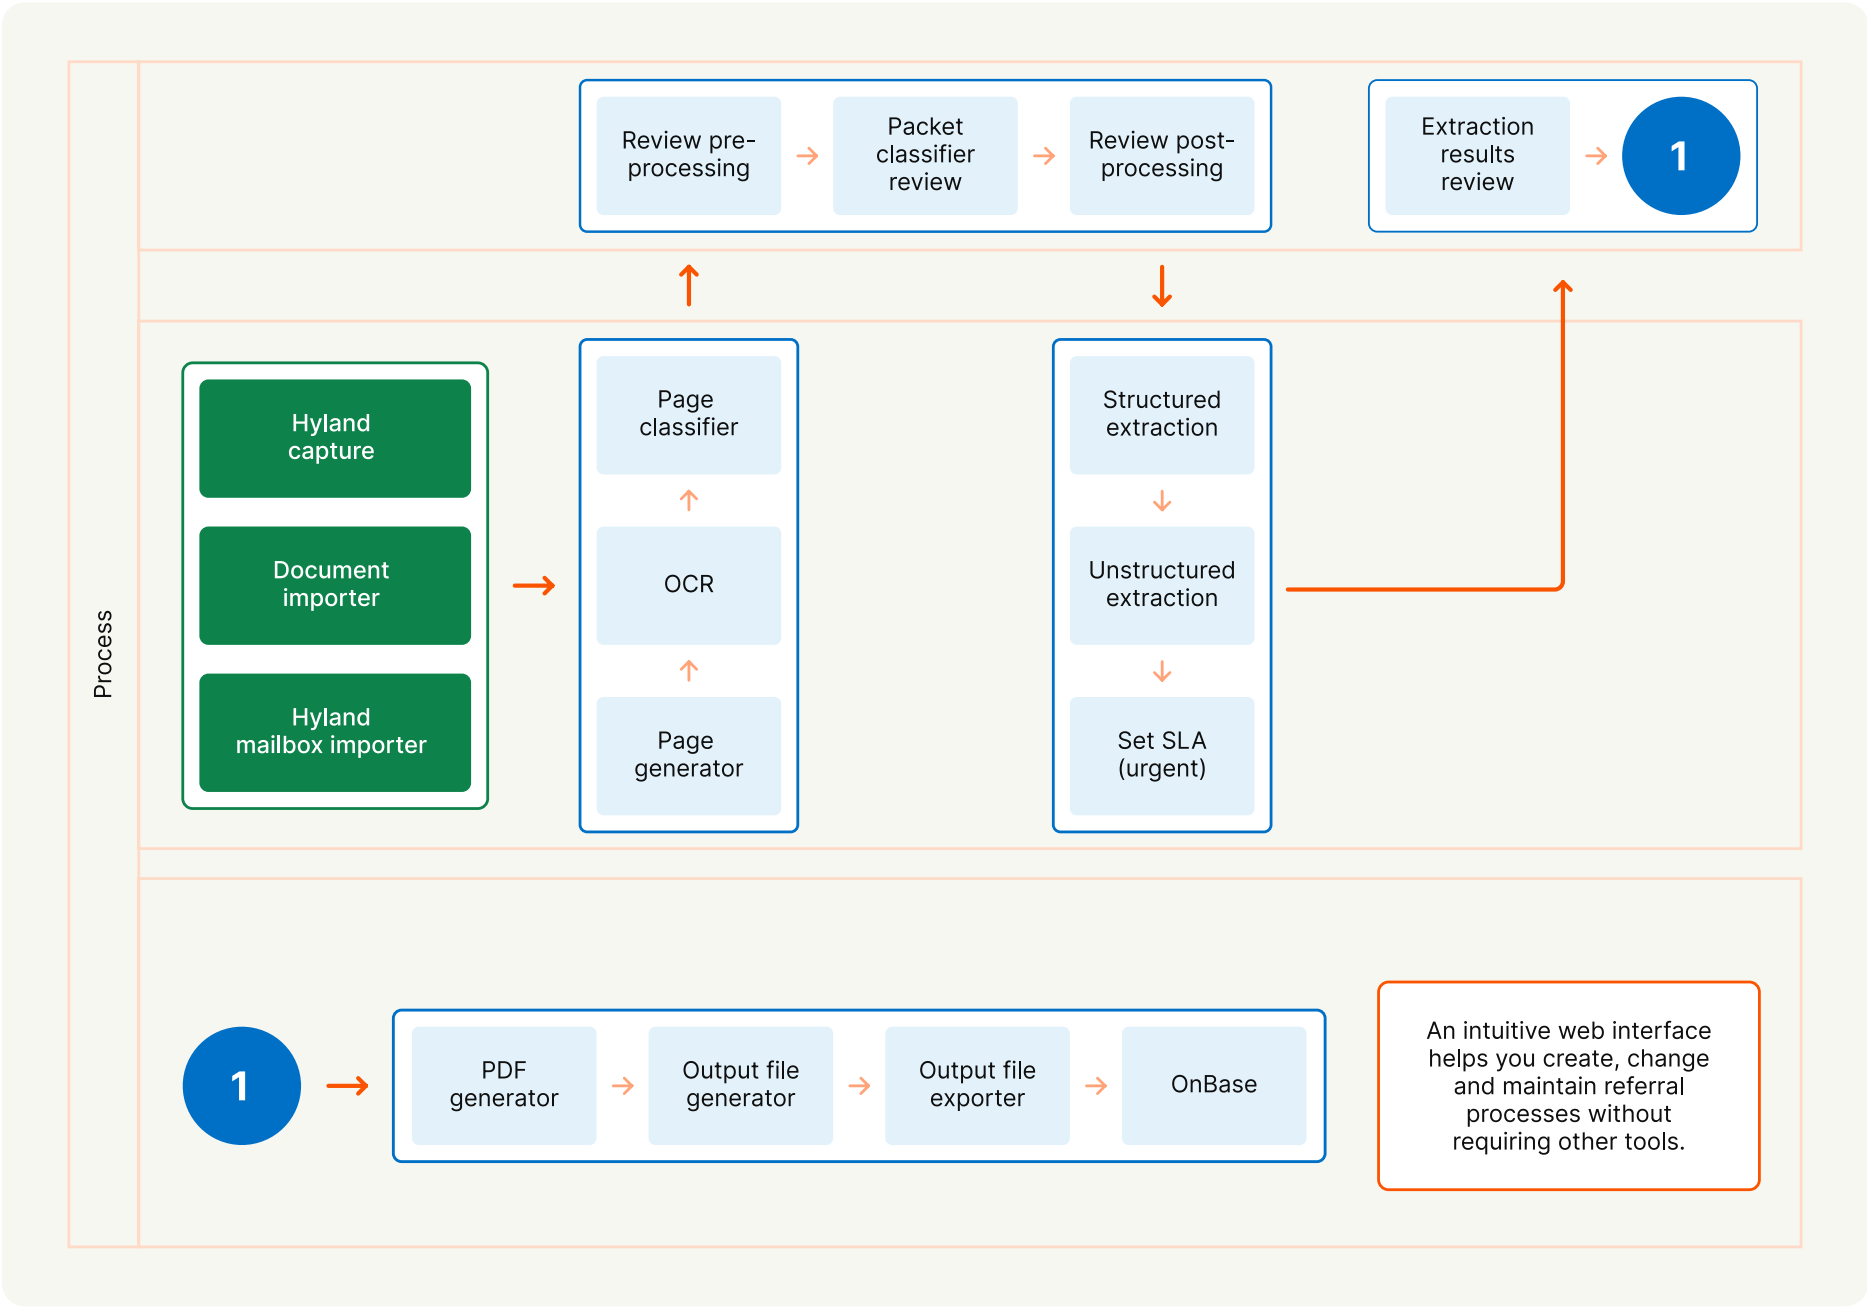 Process
Review pre-
processing
Packet
classifier
review
Review post-
processing
Extraction
results
review
1
Hyland
capture
Document
importer
Hyland
mailbox importer
Page
classifier
OCR
Page
generator
Structured
extraction
Unstructured
extraction
Set SLA
(urgent)
1
PDF
generator
Output file
generator
Output file
exporter
OnBase
An intuitive web interface
helps you create, change
and maintain referral
processes without
requiring other tools.